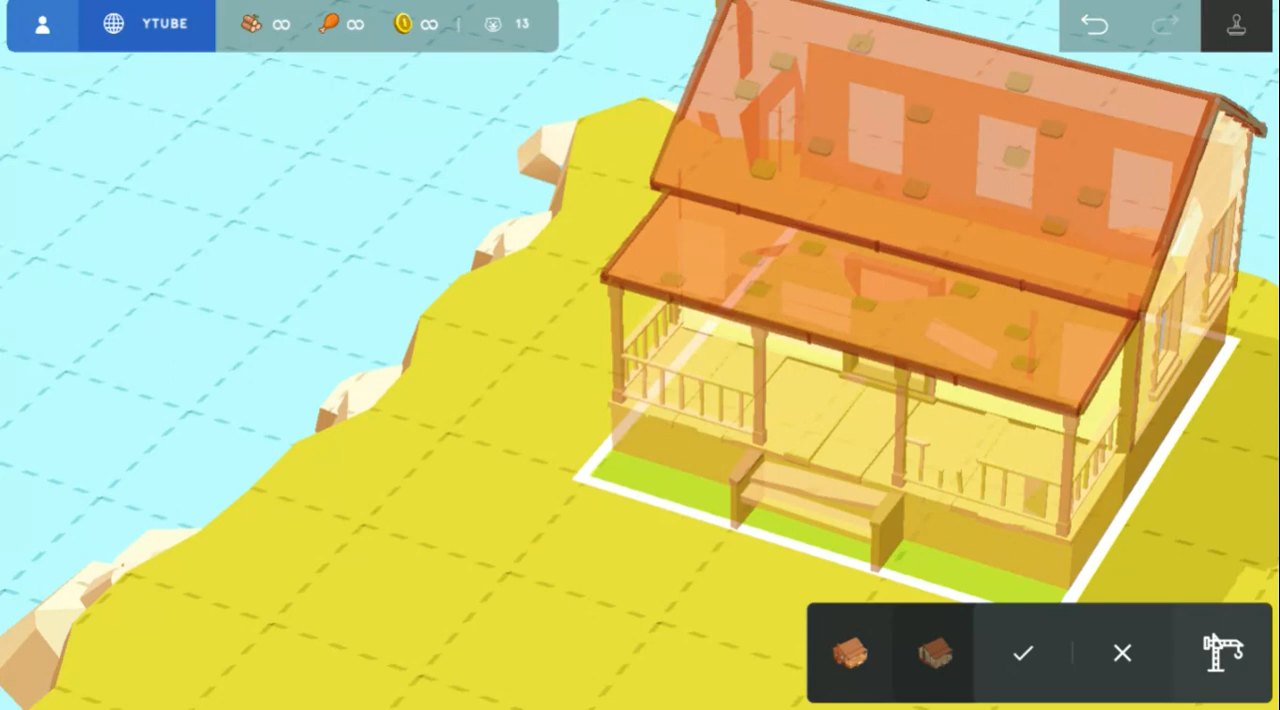 YTUBE ∞ ∞ ∞ 13